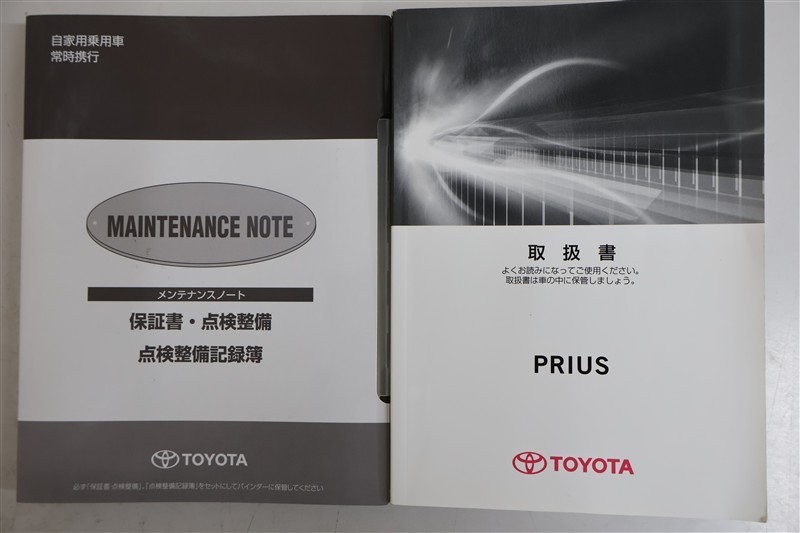 自家用乗用車
常時携行
MAINTENANCE NOTE
メンテナンスノート
保証書・点検整備
点検整備記録簿
TOYOTA
必ず「保証書・点検整備」、「点検整備記録簿」をセットにしてバインダーに保管してください
取扱書
よくお読みになってご使用ください。
取扱書は車の中に保管しましょう。
PRIUS
TOYOTA